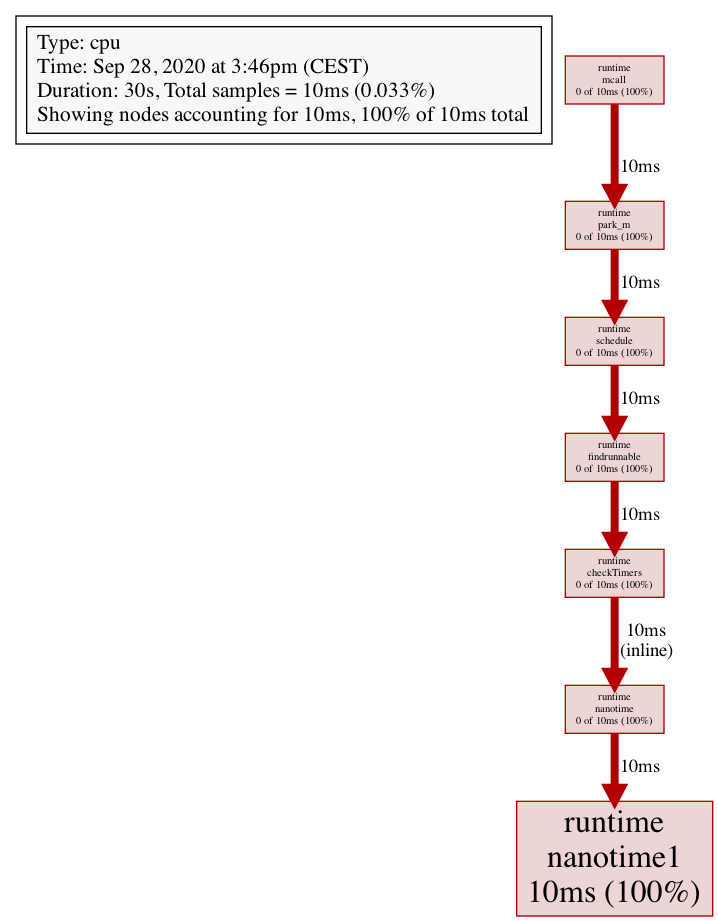 Type: cpu
Time: Sep 28, 2020 at 3:46pm (CEST)
Duration: 30s, Total samples = 10ms (0.033%)
Showing nodes accounting for 10ms, 100% of 10ms total
runtime
mcall
0 of 10ms (100%)
10ms
runtime
park_m
0 of 10ms (100%)
10ms
runtime
schedule
0 of 10ms (100%)
10ms
runtime
findrunnable
0 of 10ms (100%)
10ms
runtime
checkTimers
0 of 10ms (100%)
10ms
(inline)
runtime
nanotime
0 of 10ms (100%)
10ms
runtime
nanotime1
10ms (100%)